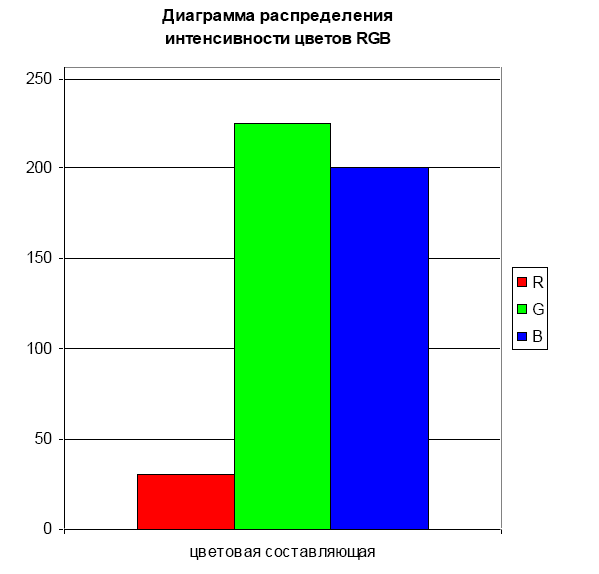 Диаграмма распределения
интенсивности цветов RGB
250
200
150
100
50
0
R
G
B
цветовая составляющая